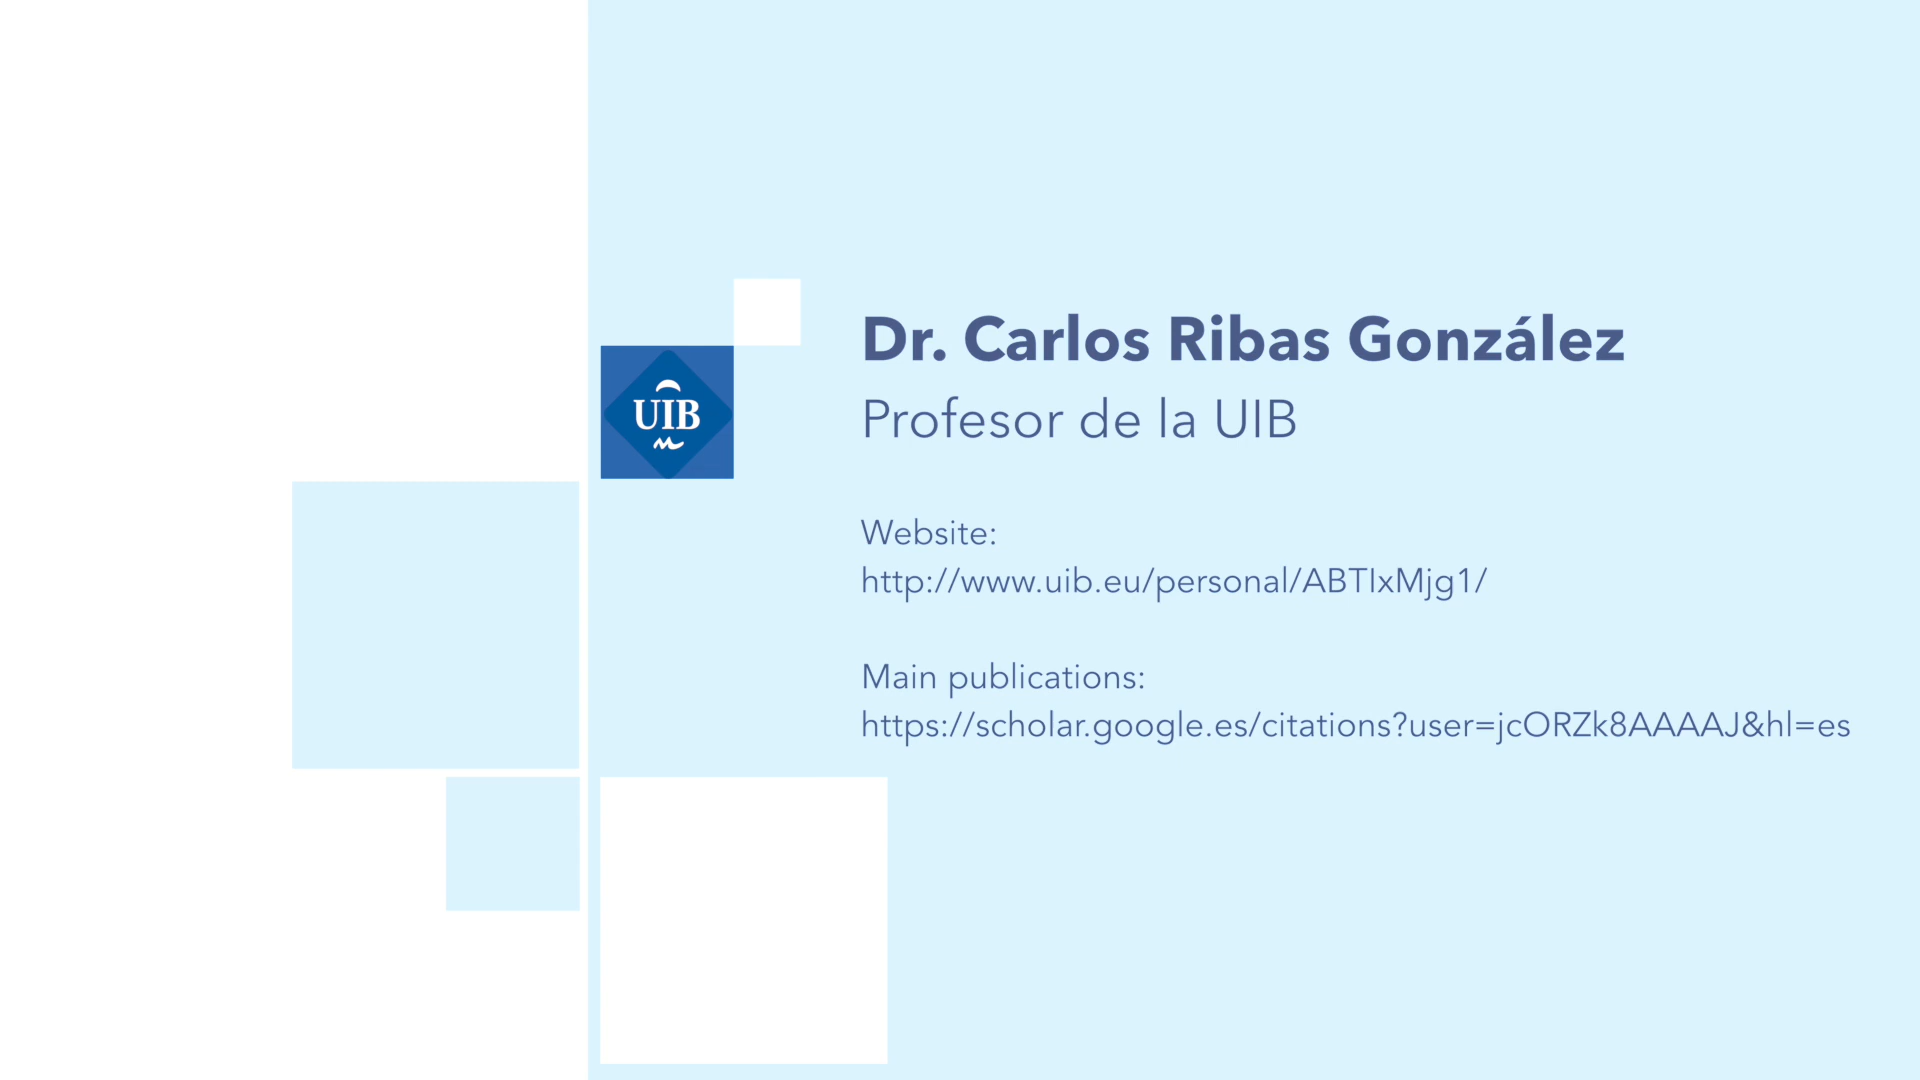 UIB
Dr. Carlos Ribas González
Profesor de la UIB
Website:
http://www.uib.eu/personal/ABTIxMjg1/
Main publications:
https://scholar.google.es/citations?user=jcORZk8AAAAJ&hl=es